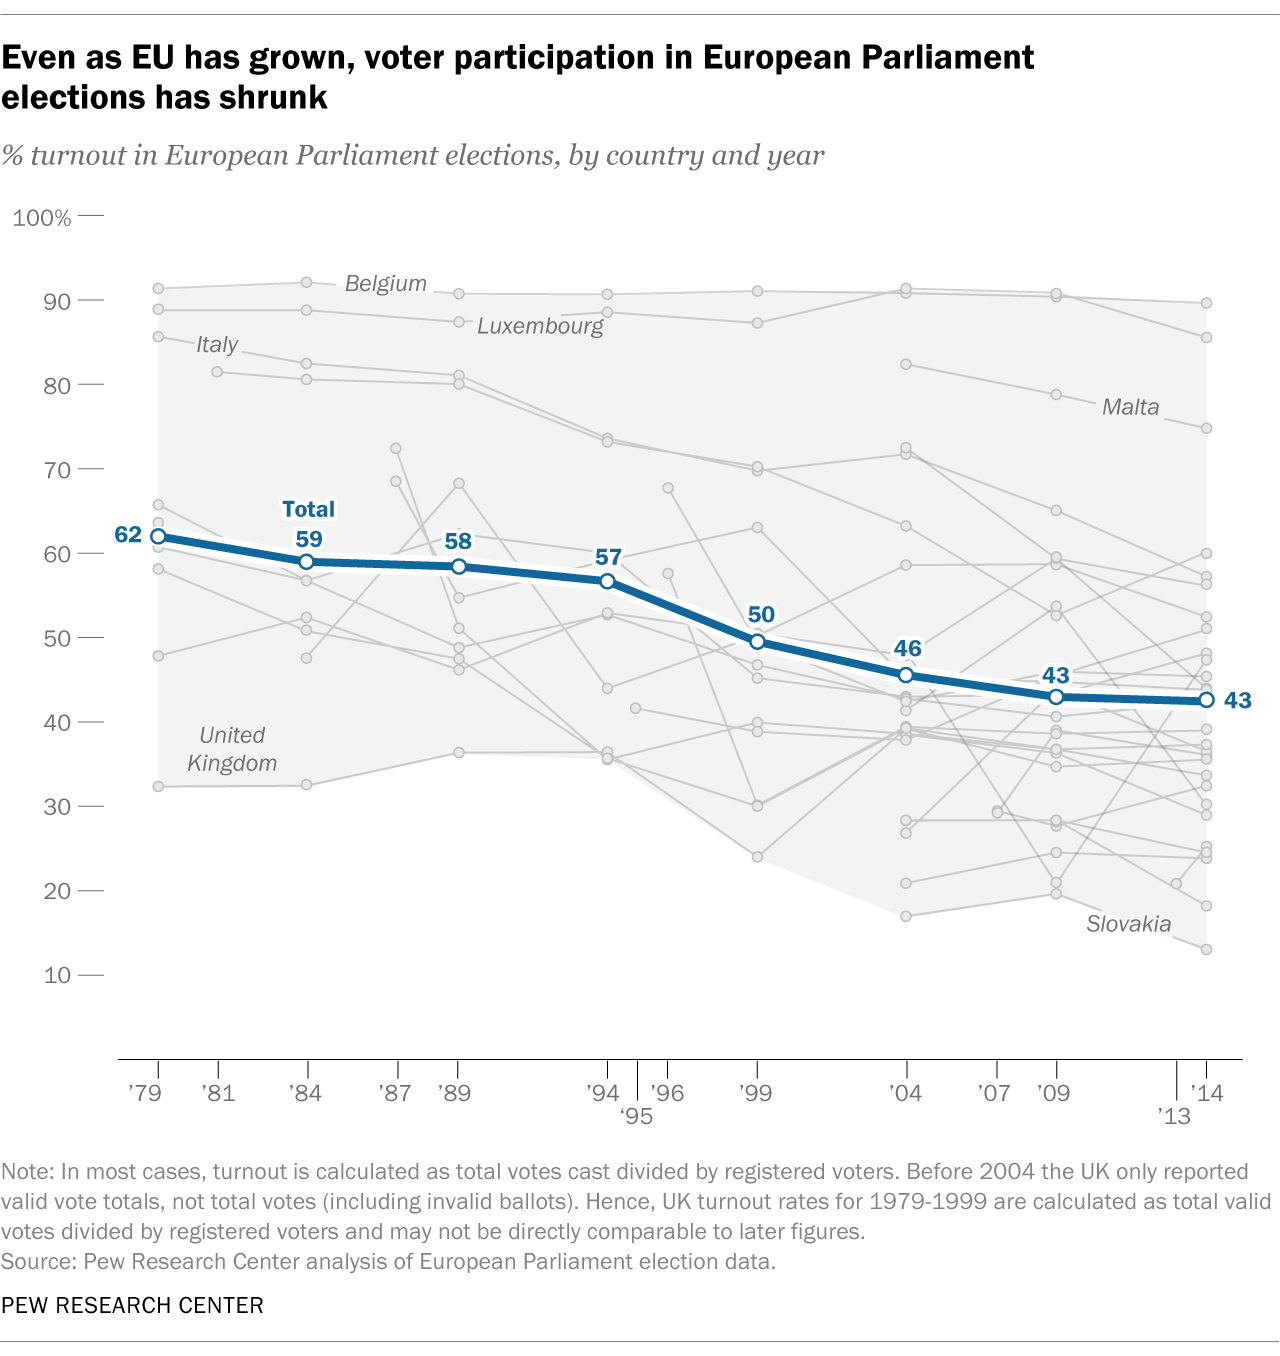 Even as EU has grown, voter participation in European Parliament
elections has shrunk
% turnout in European Parliament elections, by country and year
100%
90
80
70
60
50
40
30
20
10
Belgium
Luxembourg
Italy
Malta
Total
62
59
58
57
50
46
43
43
United
Kingdom
Slovakia
’79
’81
’84
’87
’89
’94
‘95
’96
’99
’04
’07
’09
’13
’14
Note: In most cases, turnout is calculated as total votes cast divided by registered voters. Before 2004 the UK only reported
valid vote totals, not total votes (including invalid ballots). Hence, UK turnout rates for 1979-1999 are calculated as total valid
votes divided by registered voters and may not be directly comparable to later figures.
Source: Pew Research Center analysis of European Parliament election data.
PEW RESEARCH CENTER